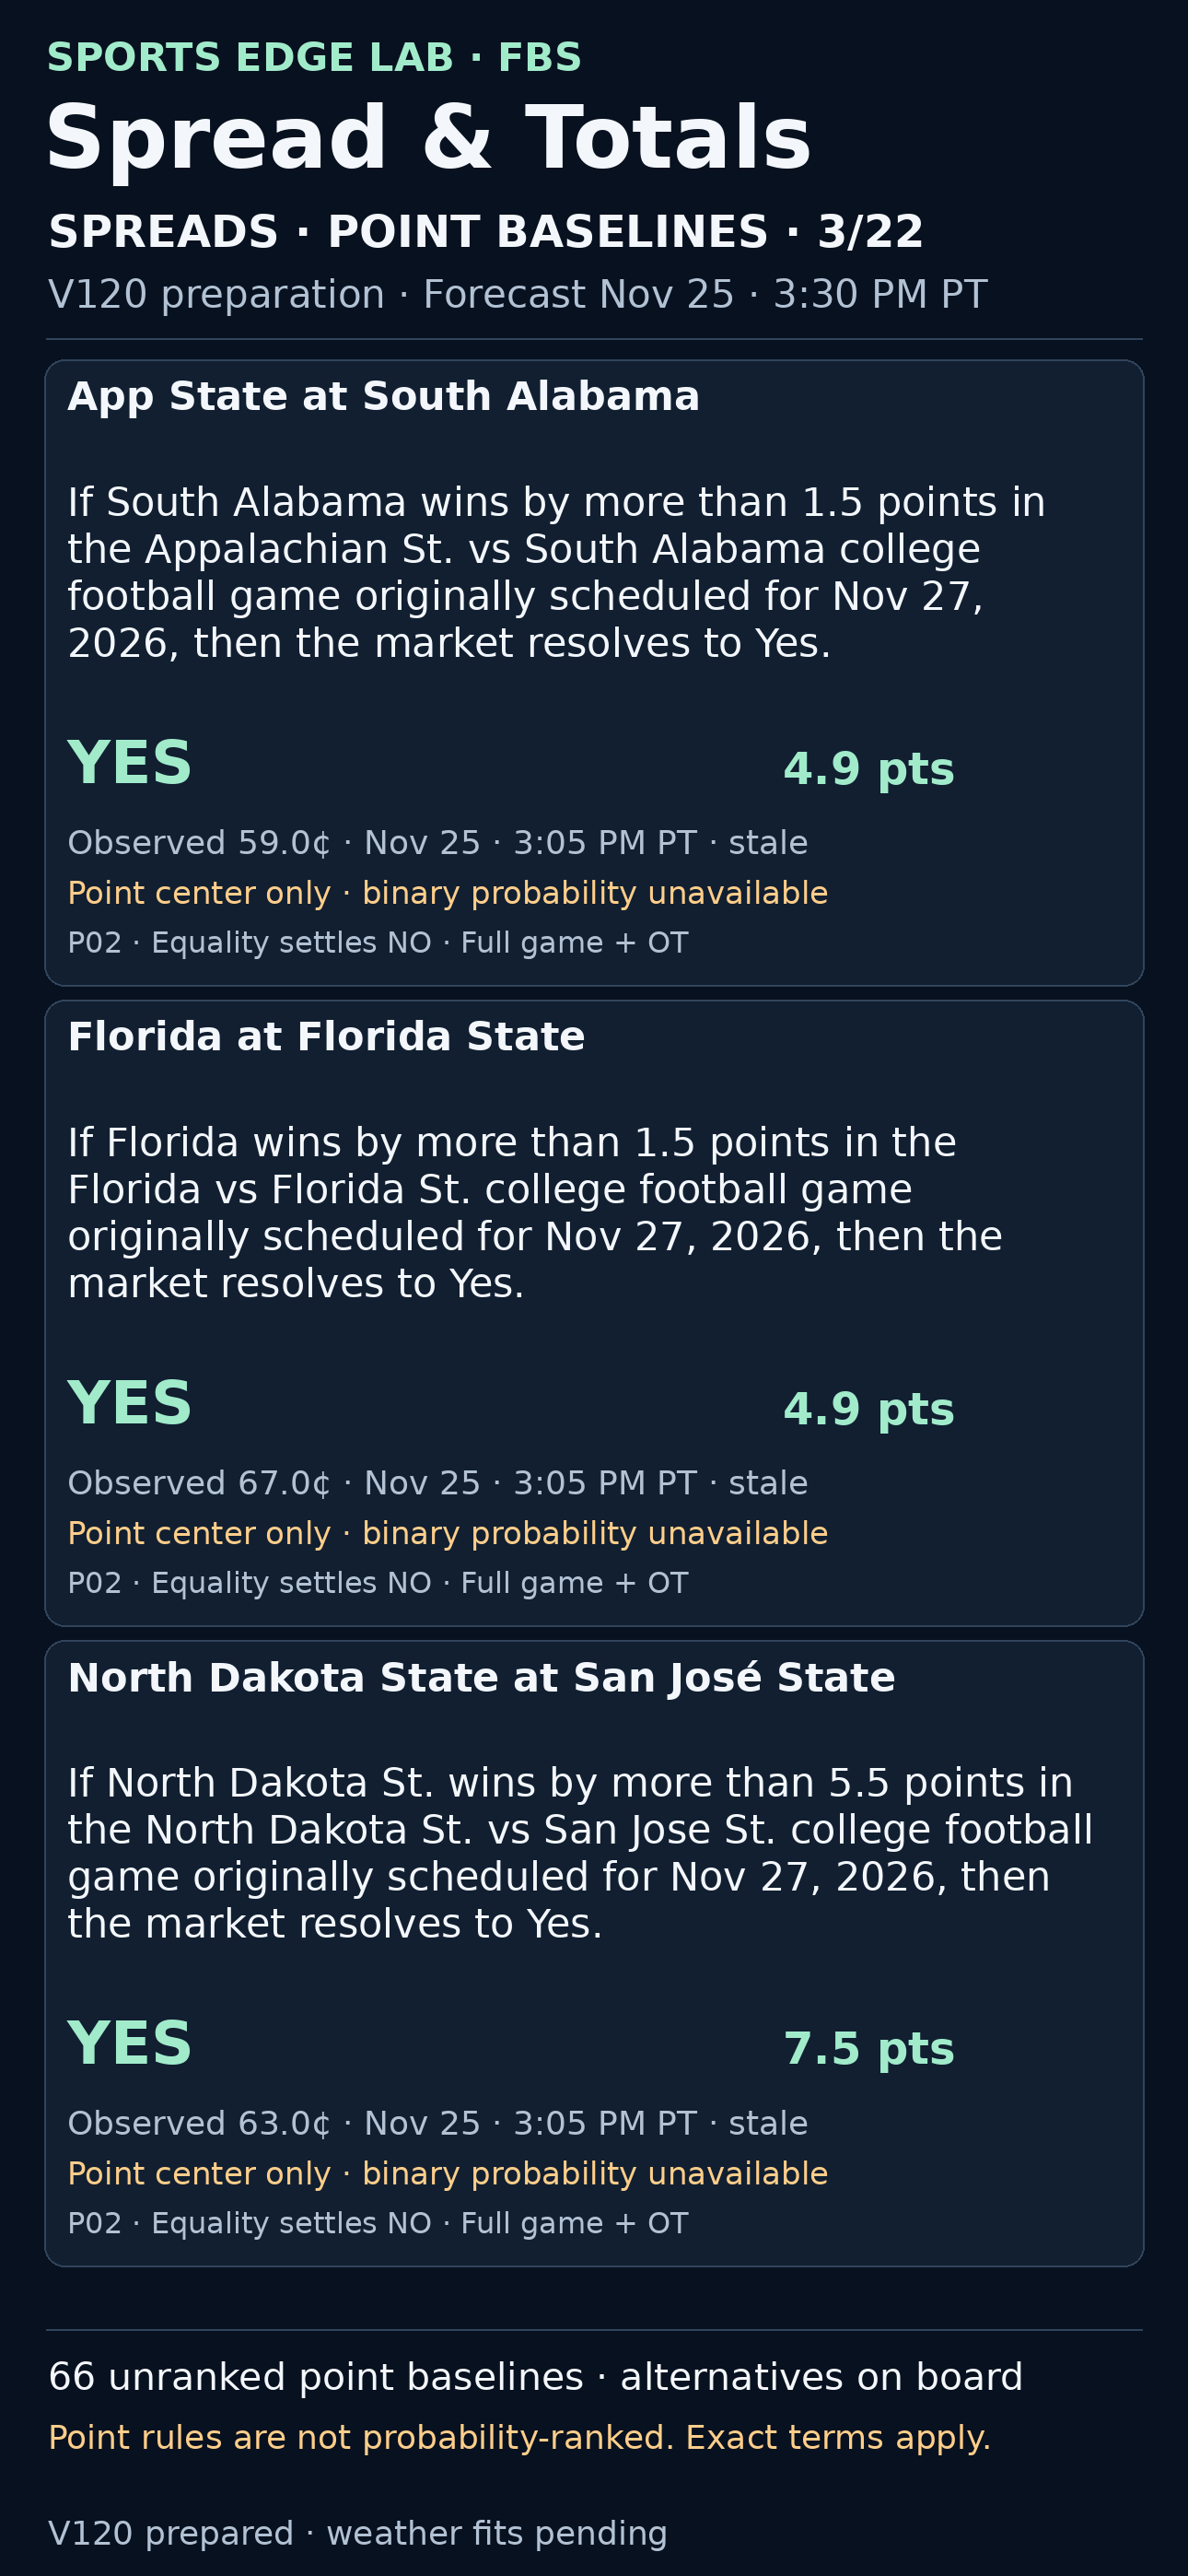 SPORTS EDGE LAB · FBS
Spread & Totals
SPREADS · POINT BASELINES · 3/22
V120 preparation · Forecast Nov 25 · 3:30 PM PT
App State at South Alabama
If South Alabama wins by more than 1.5 points in
the Appalachian St. vs South Alabama college
football game originally scheduled for Nov 27,
2026, then the market resolves to Yes.
YES 4.9 pts
Observed 59.0¢ · Nov 25 · 3:05 PM PT · stale
Point center only · binary probability unavailable
P02 · Equality settles NO · Full game + OT
Florida at Florida State
If Florida wins by more than 1.5 points in the
Florida vs Florida St. college football game
originally scheduled for Nov 27, 2026, then the
market resolves to Yes.
YES 4.9 pts
Observed 67.0¢ · Nov 25 · 3:05 PM PT · stale
Point center only · binary probability unavailable
P02 · Equality settles NO · Full game + OT
North Dakota State at San José State
If North Dakota St. wins by more than 5.5 points in
the North Dakota St. vs San Jose St. college football
game originally scheduled for Nov 27, 2026, then
the market resolves to Yes.
YES 7.5 pts
Observed 63.0¢ · Nov 25 · 3:05 PM PT · stale
Point center only · binary probability unavailable
P02 · Equality settles NO · Full game + OT
66 unranked point baselines · alternatives on board
Point rules are not probability-ranked. Exact terms apply.
V120 prepared · weather fits pending